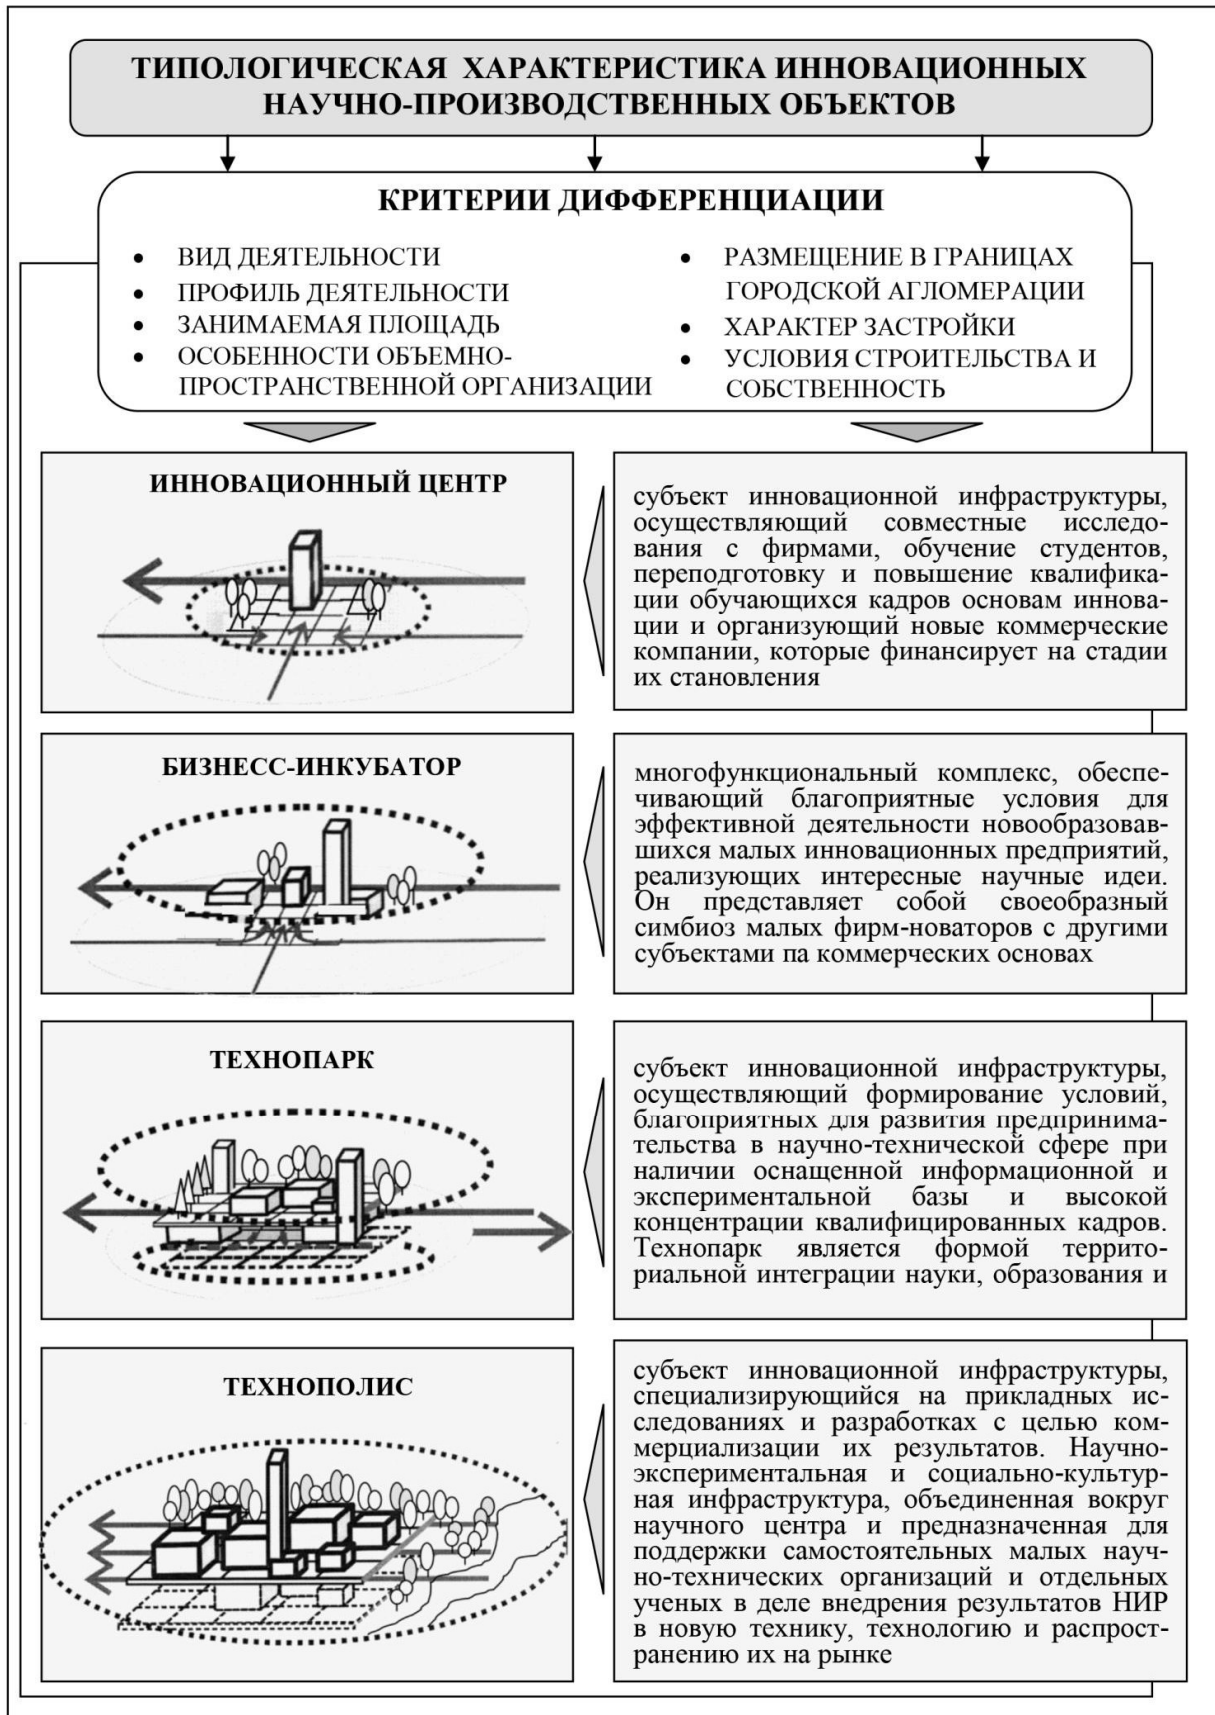 ТИПОЛОГИЧЕСКАЯ ХАРАКТЕРИСТИКА ИННОВАЦИОННЫХ
НАУЧНО-ПРОИЗВОДСТВЕННЫХ ОБЪЕКТОВ
КРИТЕРИИ ДИФФЕРЕНЦИАЦИИ
• ВИД ДЕЯТЕЛЬНОСТИ
• ПРОФИЛЬ ДЕЯТЕЛЬНОСТИ
• ЗАНИМАЕМАЯ ПЛОЩАДЬ
• ОСОБЕННОСТИ ОБЪЕМНО-
ПРОСТРАНСТВЕННОЙ ОРГАНИЗАЦИИ
• РАЗМЕЩЕНИЕ В ГРАНИЦАХ
ГОРОДСКОЙ АГЛОМЕРАЦИИ
• ХАРАКТЕР ЗАСТРОЙКИ
• УСЛОВИЯ СТРОИТЕЛЬСТВА И
СОБСТВЕННОСТЬ
ИННОВАЦИОННЫЙ ЦЕНТР
субъект инновационной инфраструктуры,
осуществляющий совместные исследо-
вания с фирмами, обучение студентов,
переподготовку и повышение квалифика-
ции обучающихся кадров основам иннова-
ции и организующий новые коммерческие
компании, которые финансирует на стадии
их становления
БИЗНЕСС-ИНКУБАТОР
многофункциональный комплекс, обеспе-
чивающий благоприятные условия для
эффективной деятельности новообразовав-
шихся малых инновационных предприятий,
реализующих интересные научные идеи.
Он представляет собой своеобразный
симбиоз малых фирм-новаторов с другими
субъектами па коммерческих основах
ТЕХНОПАРК
субъект инновационной инфраструктуры,
осуществляющий формирование условий,
благоприятных для развития предпринима-
тельства в научно-технической сфере при
наличии оснащенной информационной и
экспериментальной базы и высокой
концентрации квалифицированных кадров.
Технопарк является формой террито-
риальной интеграции науки, образования и
ТЕХНОПОЛИС
субъект инновационной инфраструктуры,
специализирующийся на прикладных ис-
следованиях и разработках с целью ком-
мерциализации их результатов. Научно-
экспериментальная и социально-культур-
ная инфраструктура, объединенная вокруг
научного центра и предназначенная для
поддержки самостоятельных малых науч-
но-технических организаций и отдельных
ученых в деле внедрения результатов НИР
в новую технику, технологию и распрост-
ранению их на рынке